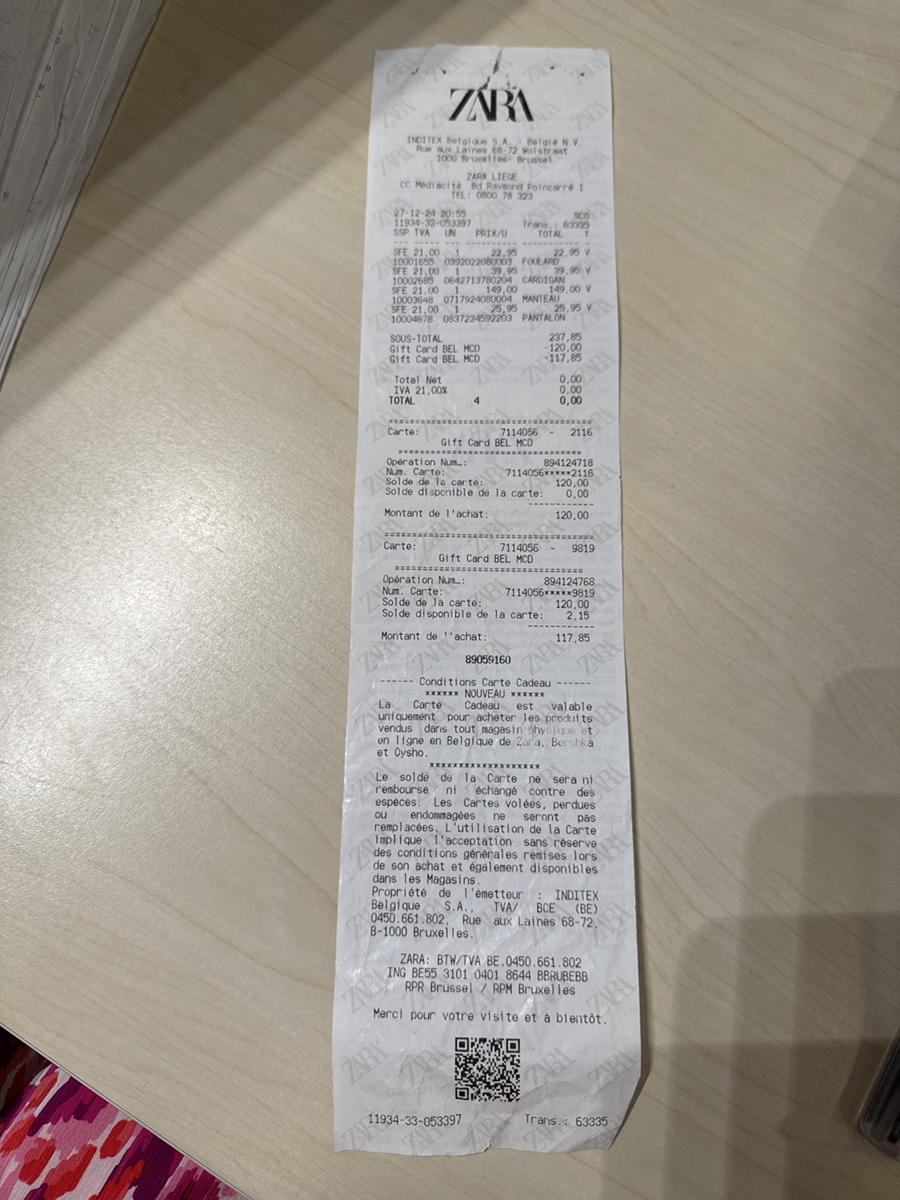 ZARA
INDITEX Belgique S.A. - België N.V.
Rue aux Laines 68-72 Wolstraat
1000 Bruxelles- Brussel
ZARA LIEGE
CC Médiacité Bd Raymond Poincarré 1
TEL: 0800 78 323
27-12-24 20:55 SCO
11934-33-053397 Trans.: 63335
SSP TVA UN PRIX/U TOTAL T
SFE 21,00 1 22,95 22,95 V
10001655 0392022080003 FOULARD
SFE 21,00 1 39,95 39,95 V
10002685 0642713780204 CARDIGAN
SFE 21,00 1 149,00 149,00 V
10003648 0717924080004 MANTEAU
SFE 21,00 1 25,95 25,95 V
10004678 0837234592203 PANTALON
SOUS-TOTAL 237,85
Gift Card BEL MCD -120,00
Gift Card BEL MCD -117,85
Total Net 0,00
IVA 21,00% 0,00
TOTAL 4 0,00
====================================
Carte: 7114056 - 2116
Gift Card BEL MCD
================================
Opération Num.: 894124718
Num. Carte: 7114056*****2116
Solde de la carte: 120,00
Solde disponible de la carte: 0,00
------------
Montant de l'achat: 120,00
====================================
Carte: 7114056 - 9819
Gift Card BEL MCD
================================
Opération Num.: 894124768
Num. Carte: 7114056*****9819
Solde de la carte: 120,00
Solde disponible de la carte: 2,15
------------
Montant de l'achat: 117,85
89059160
------ Conditions Carte Cadeau ------
****** NOUVEAU ******
La Carte Cadeau est valable
uniquement pour acheter les produits
vendus dans tout magasin physique et
en ligne en Belgique de Zara, Bershka
et Oysho.
*******************
Le solde de la Carte ne sera ni
rembourse ni échangé contre des
espèces. Les Cartes volées, perdues
ou endommagées ne seront pas
remplacées. L'utilisation de la Carte
implique l'acceptation sans réserve
des conditions générales remises lors
de son achat et également disponibles
dans les Magasins.
Propriété de l'émetteur : INDITEX
Belgique S.A., TVA/ BCE (BE)
0450.661.802, Rue aux Laines 68-72,
B-1000 Bruxelles.
ZARA: BTW/TVA BE.0450.661.802
ING BE55 3101 0401 8644 BBRUBEBB
RPR Brussel / RPM Bruxelles
Merci pour votre visite et à bientôt.
11934-33-053397 Trans.: 63335